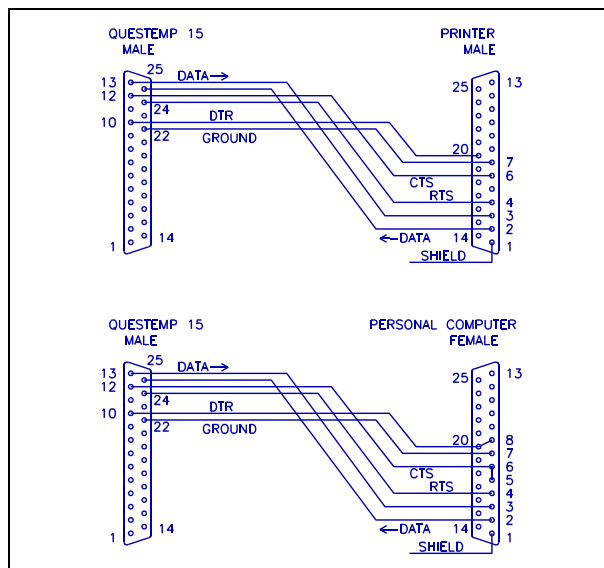 QUESTEMP 15 PRINTER
MALE MALE
25
13 DATA→ 13
12 25
24
10 DTR
22 GROUND 20
7
6
CTS
RTS 4
3
2
←DATA
1 14 14 1
SHIELD
QUESTEMP 15 PERSONAL COMPUTER
MALE FEMALE
25
13 DATA→ 13
12 25
24
10 DTR
22 GROUND 20 8
7
6
CTS 5
RTS 4
3
2
←DATA
1 14 14 1
SHIELD